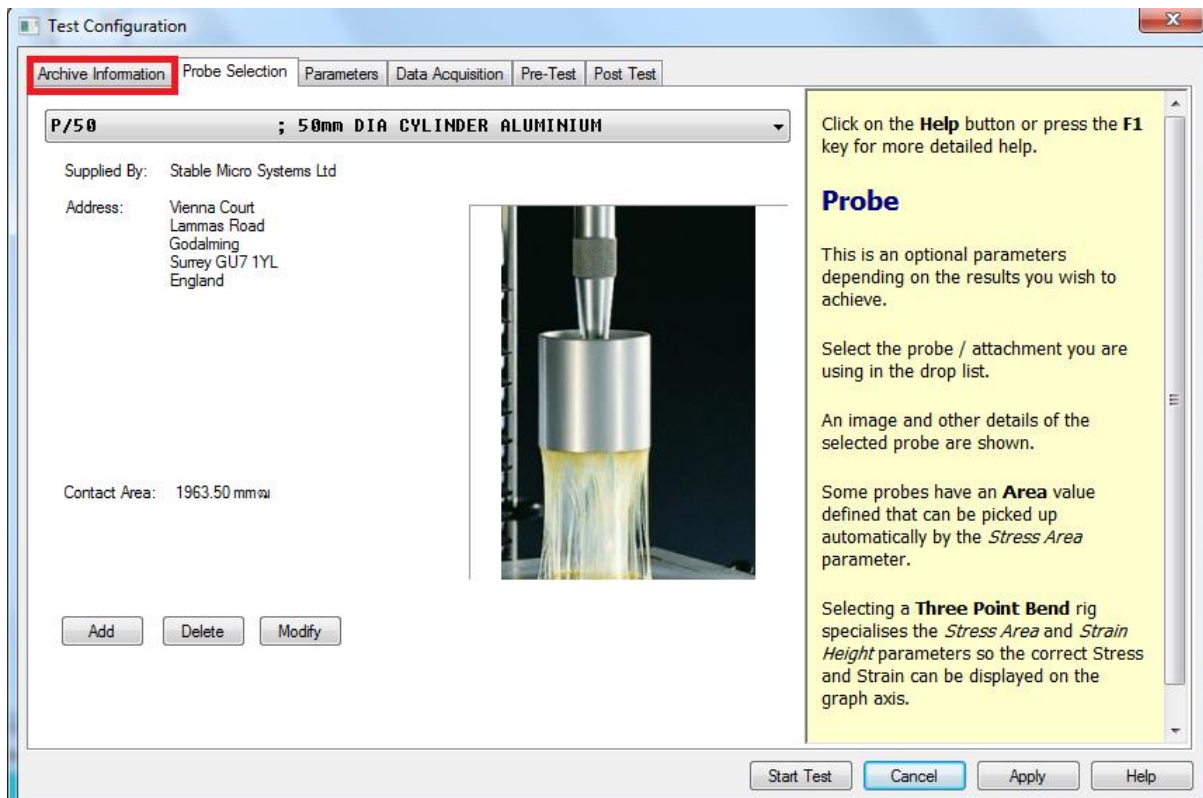 Test Configuration
Archive Information Probe Selection Parameters Data Acquisition Pre-Test Post Test
P/50 ; 50mm DIA CYLINDER ALUMINIUM
Supplied By: Stable Micro Systems Ltd
Address: Vienna Court
Lammas Road
Godalming
Surrey GU7 1YL
England
Contact Area: 1963.50 mm
Add Delete Modify
Click on the Help button or press the F1
key for more detailed help.
Probe
This is an optional parameters
depending on the results you wish to
achieve.
Select the probe / attachment you are
using in the drop list.
An image and other details of the
selected probe are shown.
Some probes have an Area value
defined that can be picked up
automatically by the Stress Area
parameter.
Selecting a Three Point Bend rig
specialises the Stress Area and Strain
Height parameters so the correct Stress
and Strain can be displayed on the
graph axis.
Start Test Cancel Apply Help